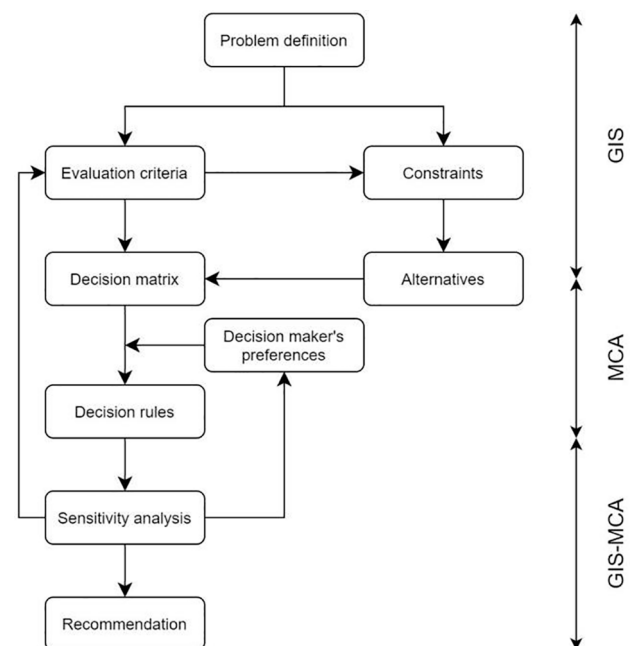 Problem definition
Evaluation criteria
Constraints
Decision matrix
Alternatives
Decision maker's
preferences
Decision rules
Sensitivity analysis
Recommendation
GIS
MCA
GIS-MCA